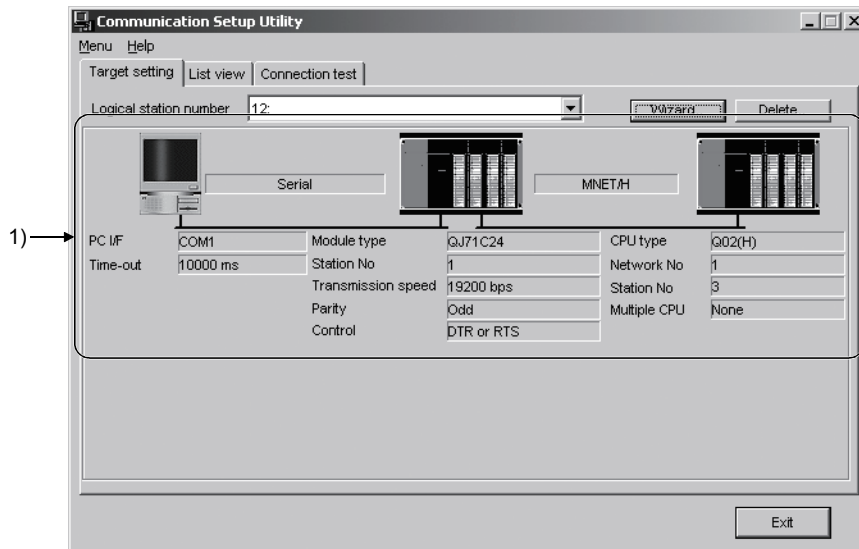 Communication Setup Utility
Menu Help
Target setting List view Connection test
Logical station number 12: Wizard Delete
Serial MNET/H
1)
PC I/F COM1 Module type QJ71C24 CPU type Q02(H)
Time-out 10000 ms Station No 1 Network No 1
Transmission speed 19200 bps Station No 3
Parity Odd Multiple CPU None
Control DTR or RTS
Exit